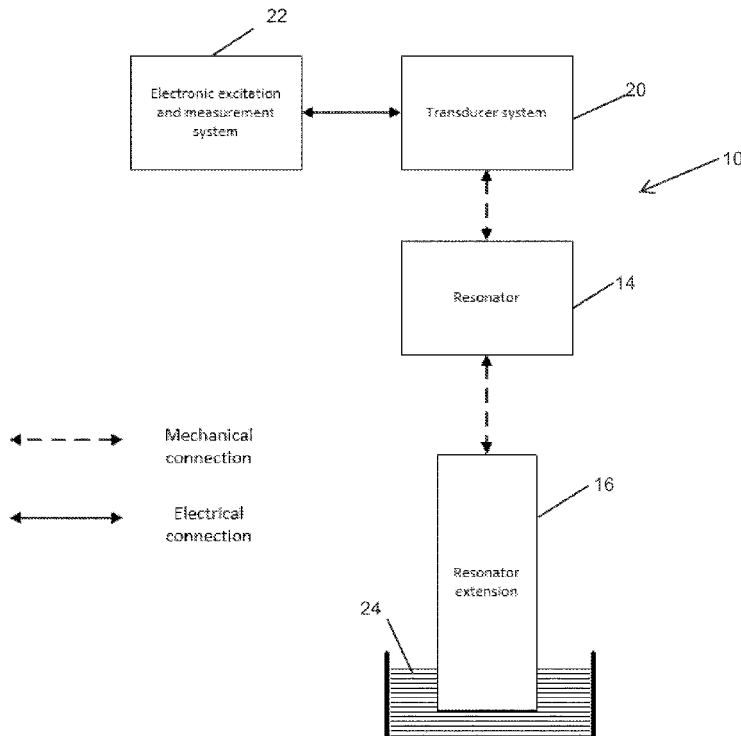 22
Electronic excitation
and measurement
system
Transducer system
20
10
Resonator
14
Mechanical
connection
16
Electrical
connection
Resonator
extension
24